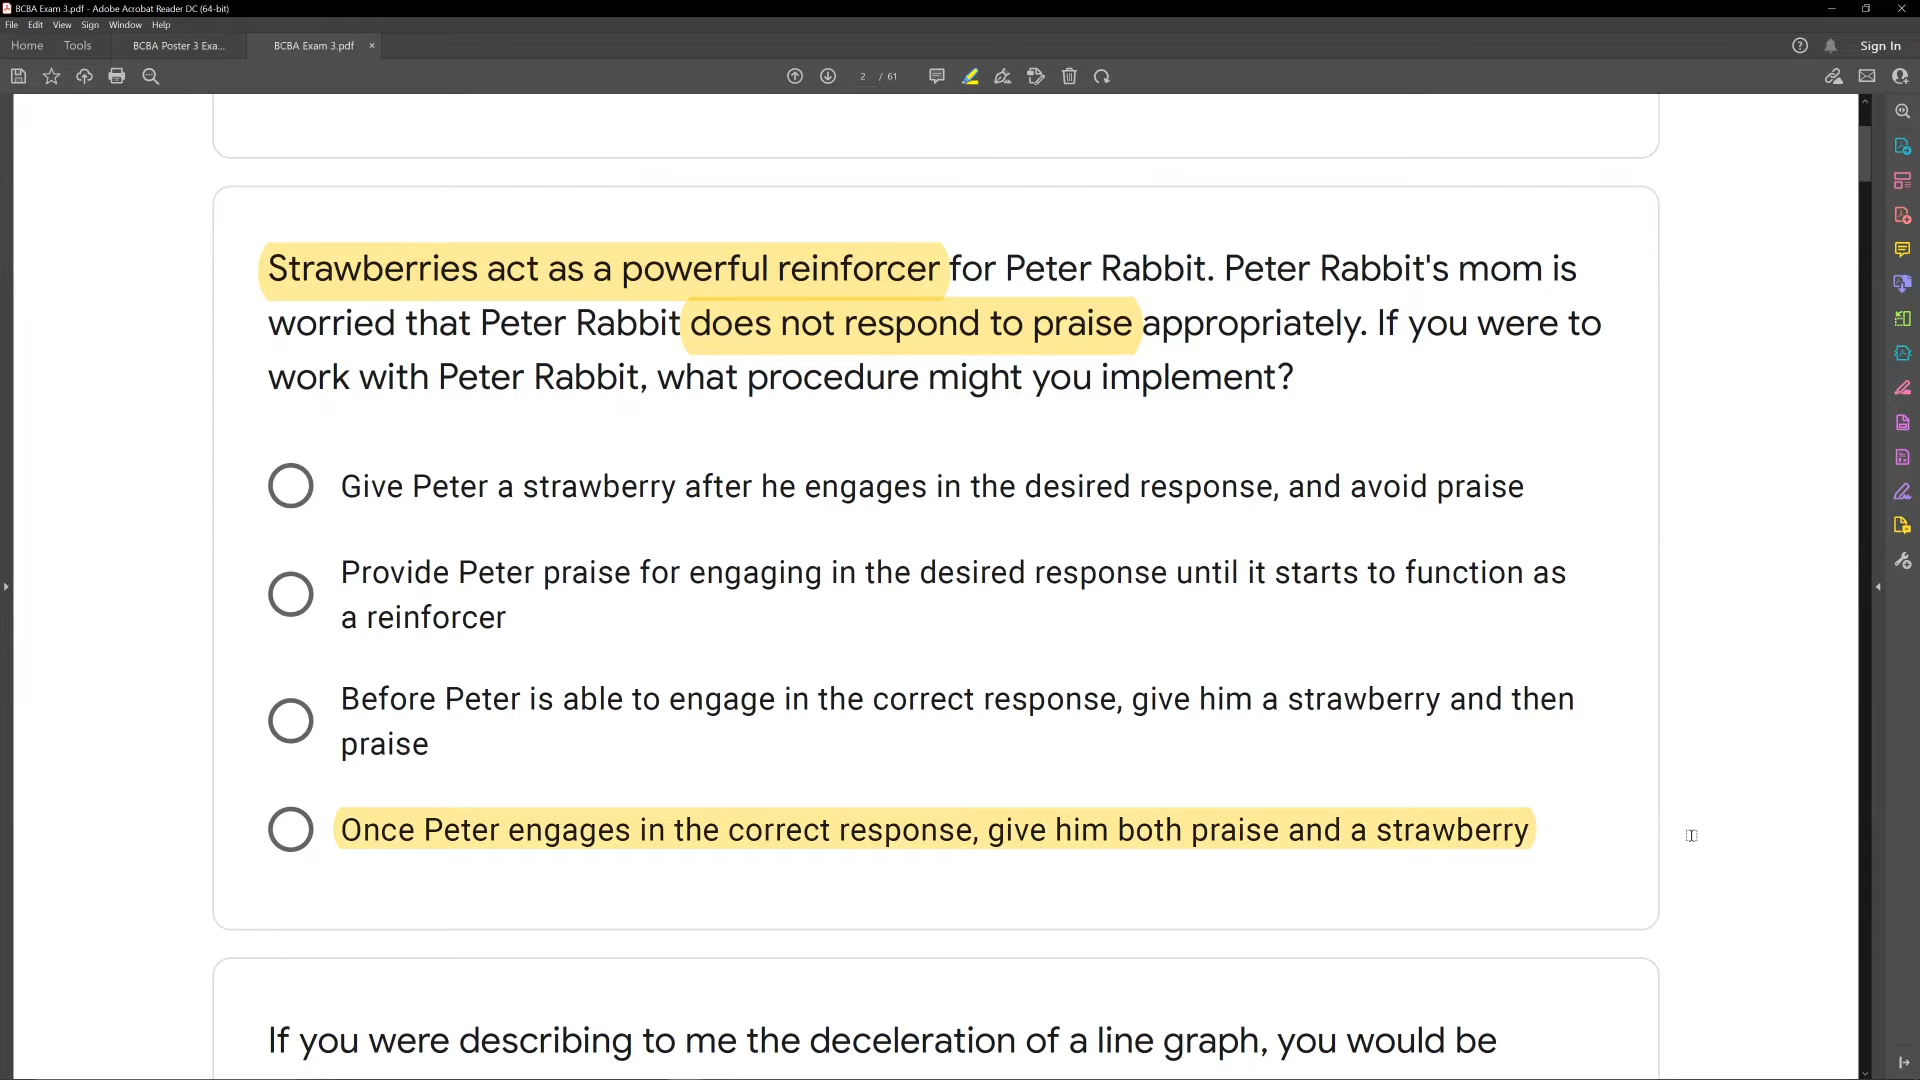 BCBA Exam 3.pdf - Adobe Acrobat Reader DC (64-bit)
File Edit View Sign Window Help
Home Tools BCBA Poster 3 Exa... BCBA Exam 3.pdf × Sign In
2 / 61
Strawberries act as a powerful reinforcer for Peter Rabbit. Peter Rabbit's mom is
worried that Peter Rabbit does not respond to praise appropriately. If you were to
work with Peter Rabbit, what procedure might you implement?
Give Peter a strawberry after he engages in the desired response, and avoid praise
Provide Peter praise for engaging in the desired response until it starts to function as
a reinforcer
Before Peter is able to engage in the correct response, give him a strawberry and then
praise
Once Peter engages in the correct response, give him both praise and a strawberry
If you were describing to me the deceleration of a line graph, you would be